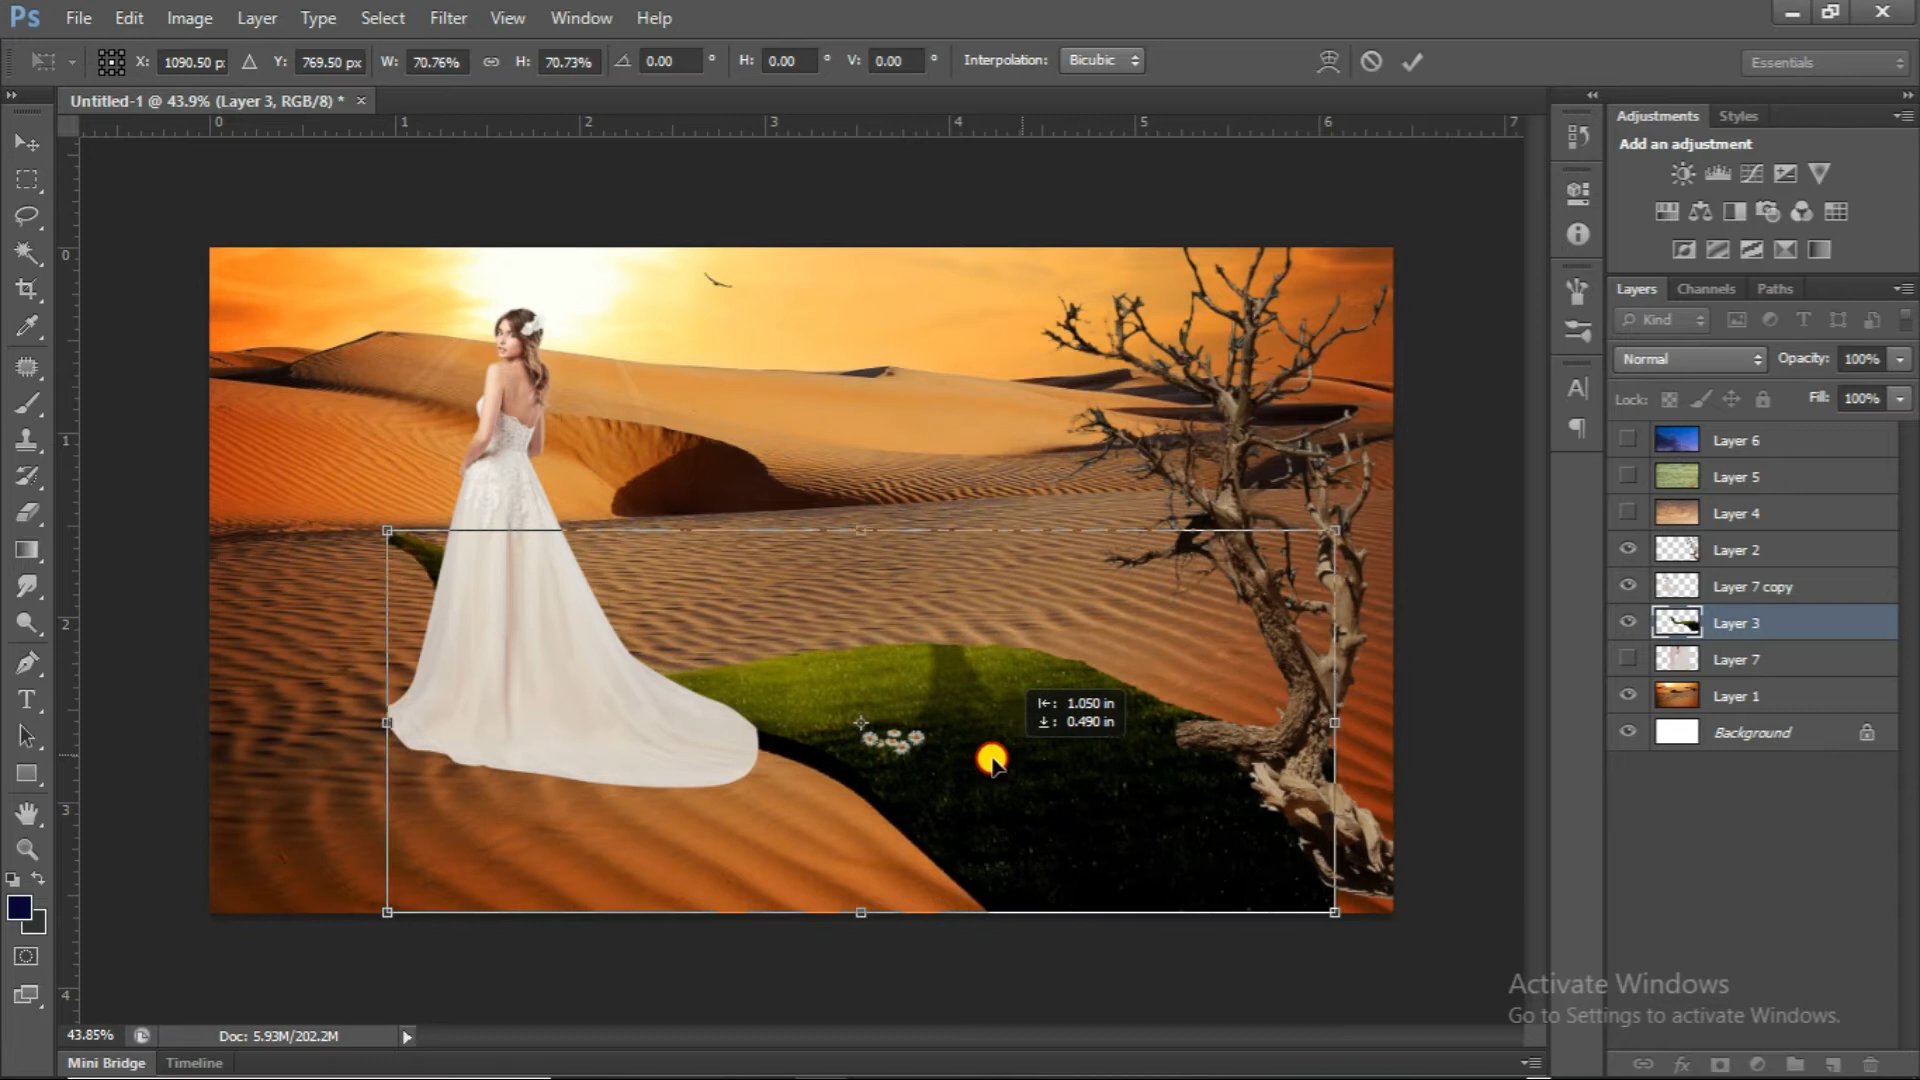 Ps File Edit Image Layer Type Select Filter View Window Help
X: 1090.50 p Y: 769.50 px W: 70.76% H: 70.73% 0.00 ° H: 0.00 ° V: 0.00 ° Interpolation: Bicubic Essentials
Untitled-1 @ 43.9% (Layer 3, RGB/8) * ×
0 1 2 3 4 5 6 7
0
1
2
3
4
1.050 in
0.490 in
Adjustments Styles
Add an adjustment
Layers Channels Paths
Kind
Normal Opacity: 100%
Lock: Fill: 100%
Layer 6
Layer 5
Layer 4
Layer 2
Layer 7 copy
Layer 3
Layer 7
Layer 1
Background
Activate Windows
Go to Settings to activate Windows.
43.85% Doc: 5.93M/202.2M
Mini Bridge Timeline